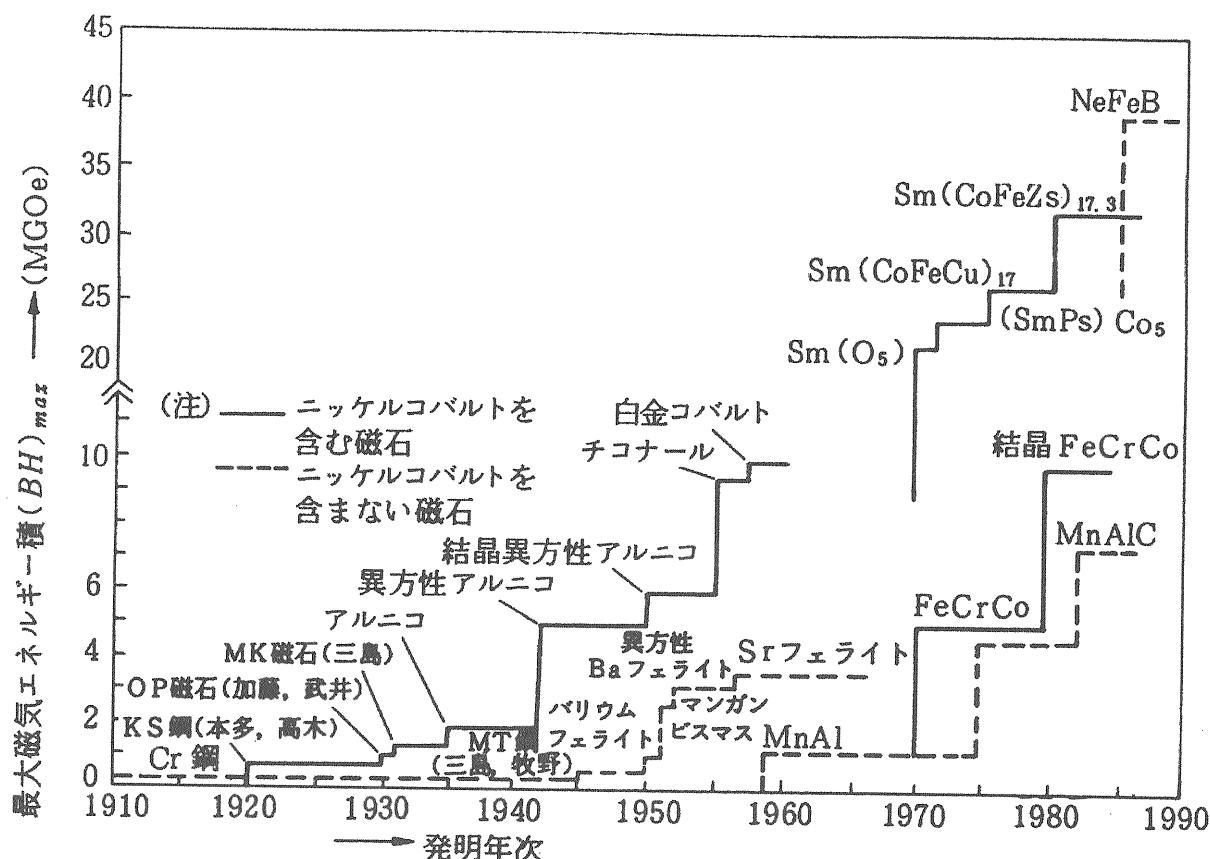 最大磁気エネルギー積(BH)max → (MGOe)
45
40
35
30
25
20
10
8
6
4
2
0
NeFeB
Sm(CoFeZs)17.3
Sm(CoFeCu)17
(SmPs) Co5
Sm(O5)
(注) ニッケルコバルトを
含む磁石
ニッケルコバルトを
含まない磁石
白金コバルト
チコナール
結晶 FeCrCo
結晶異方性アルニコ
MnAlC
異方性アルニコ
アルニコ
FeCrCo
MK磁石(三島)
異方性
Baフェライト
Srフェライト
OP磁石(加藤, 武井)
KS鋼(本多, 高木)
バリウム
フェライト
マンガン
ビスマス
Cr 鋼
MT鋼
(三島, 牧野)
MnAl
1910 1920 1930 1940 1950 1960 1970 1980 1990
→ 発明年次